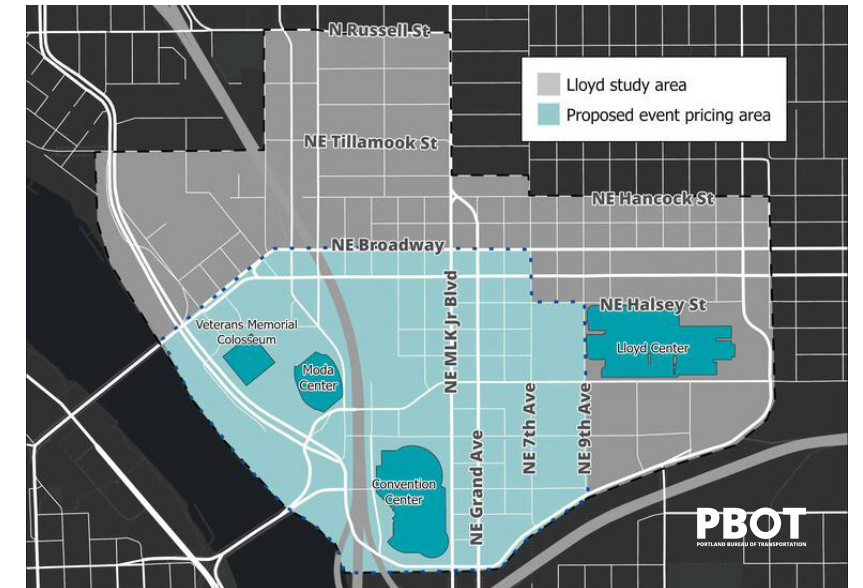 N Russell St
Lloyd study area
Proposed event pricing area
NE Tillamook St
NE Hancock St
NE Broadway
NE MLK Jr Blvd
NE Halsey St
Veterans Memorial
Colosseum
Lloyd Center
Moda
Center
NE 7th Ave
NE 9th Ave
NE Grand Ave
Convention
Center
PBOT
PORTLAND BUREAU OF TRANSPORTATION